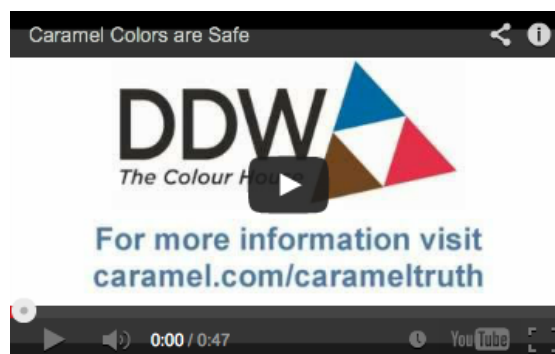 Caramel Colors are Safe
DDW
The Colour House
For more information visit
caramel.com/carameltruth
0:00 / 0:47
YouTube